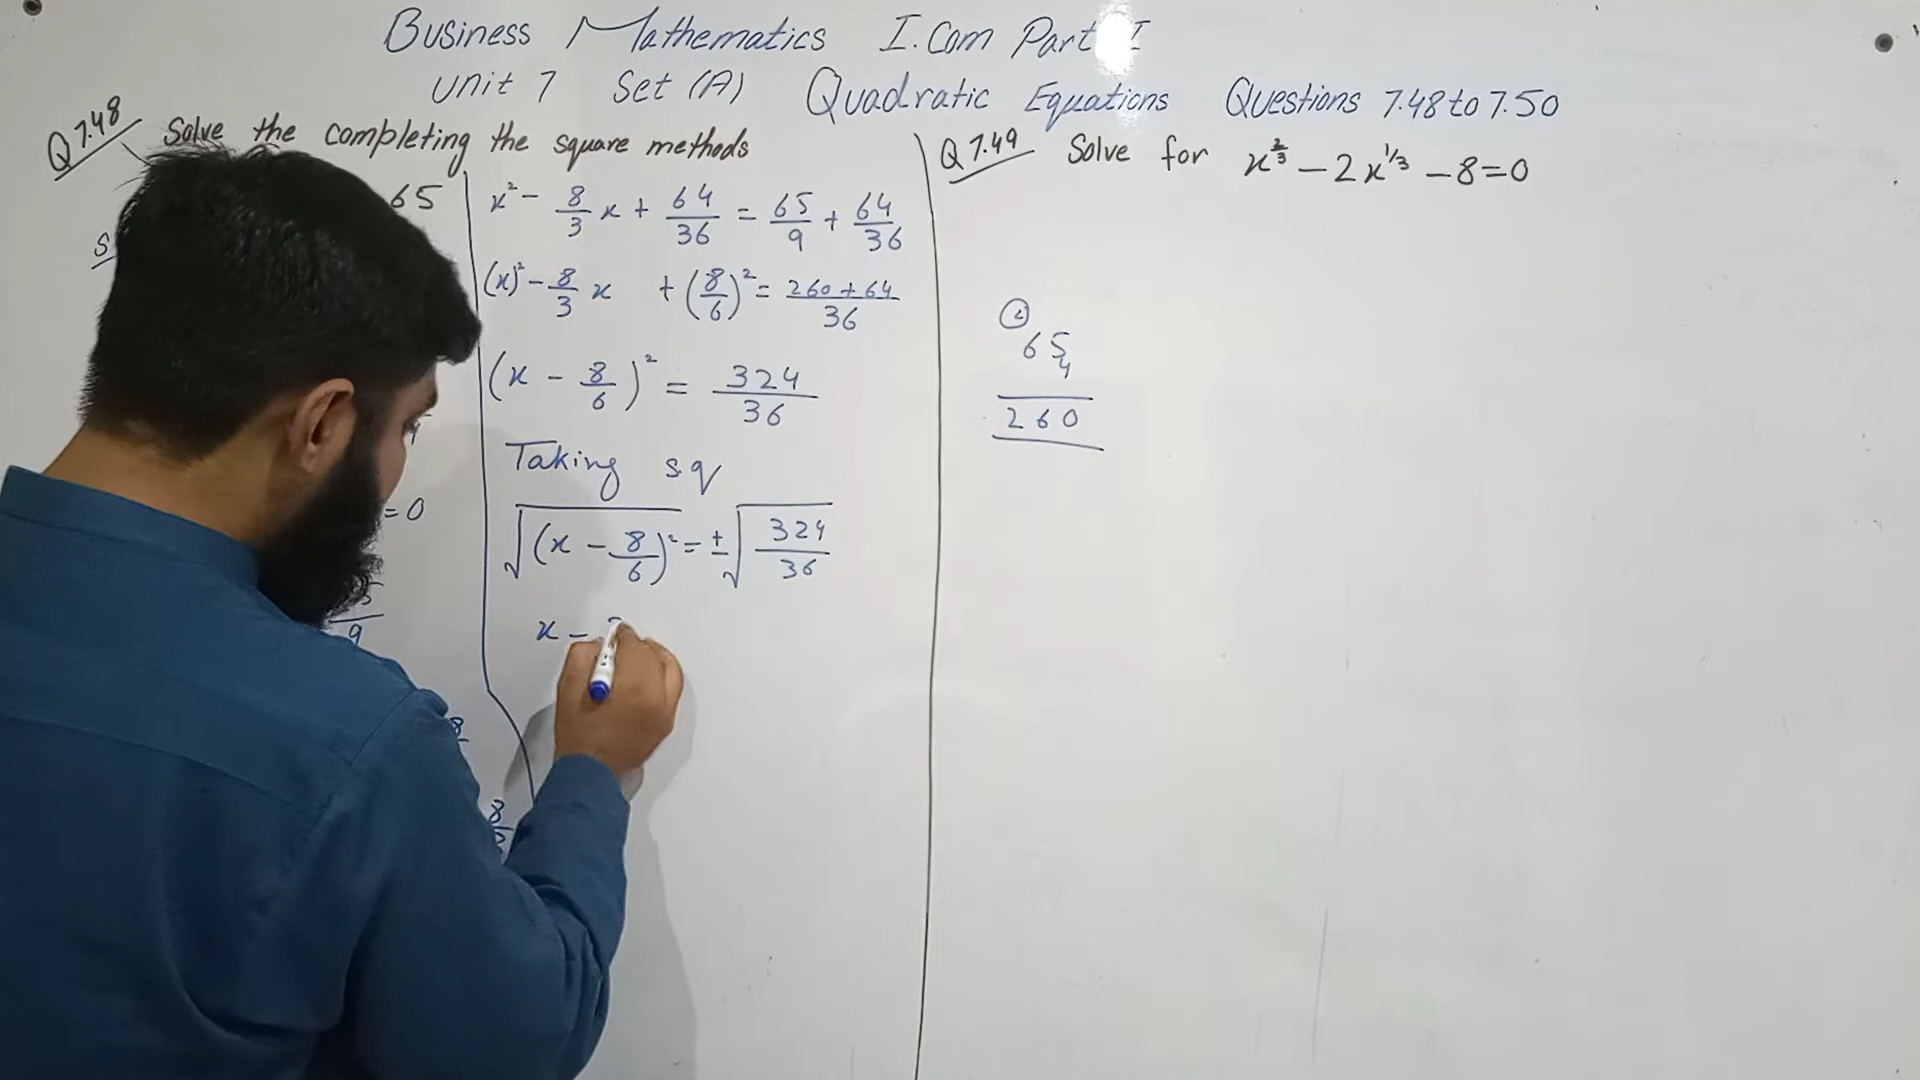 Business Mathematics I.Com Part I
Unit 7 Set (A) Quadratic Equations Questions 7.48 to 7.50
Q 7.48 Solve the completing the square methods
65
= 0
9
8
8
x² - 8/3 x + 64/36 = 65/9 + 64/36
(x)² - 8/3 x + (8/6)² = 260+64/36
(x - 8/6)² = 324/36
Taking sq
√(x - 8/6)² = ±√324/36
x -
Q 7.49 Solve for x^2/3 - 2x^1/3 - 8 = 0
65
4
260